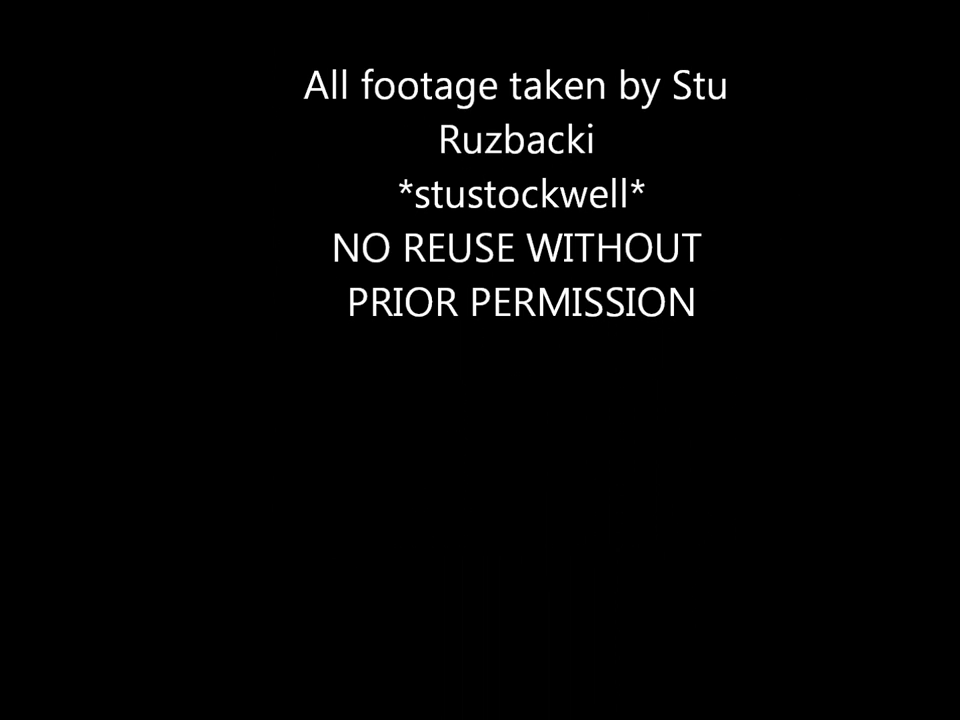 All footage taken by Stu
Ruzbacki
*stustockwell*
NO REUSE WITHOUT
PRIOR PERMISSION